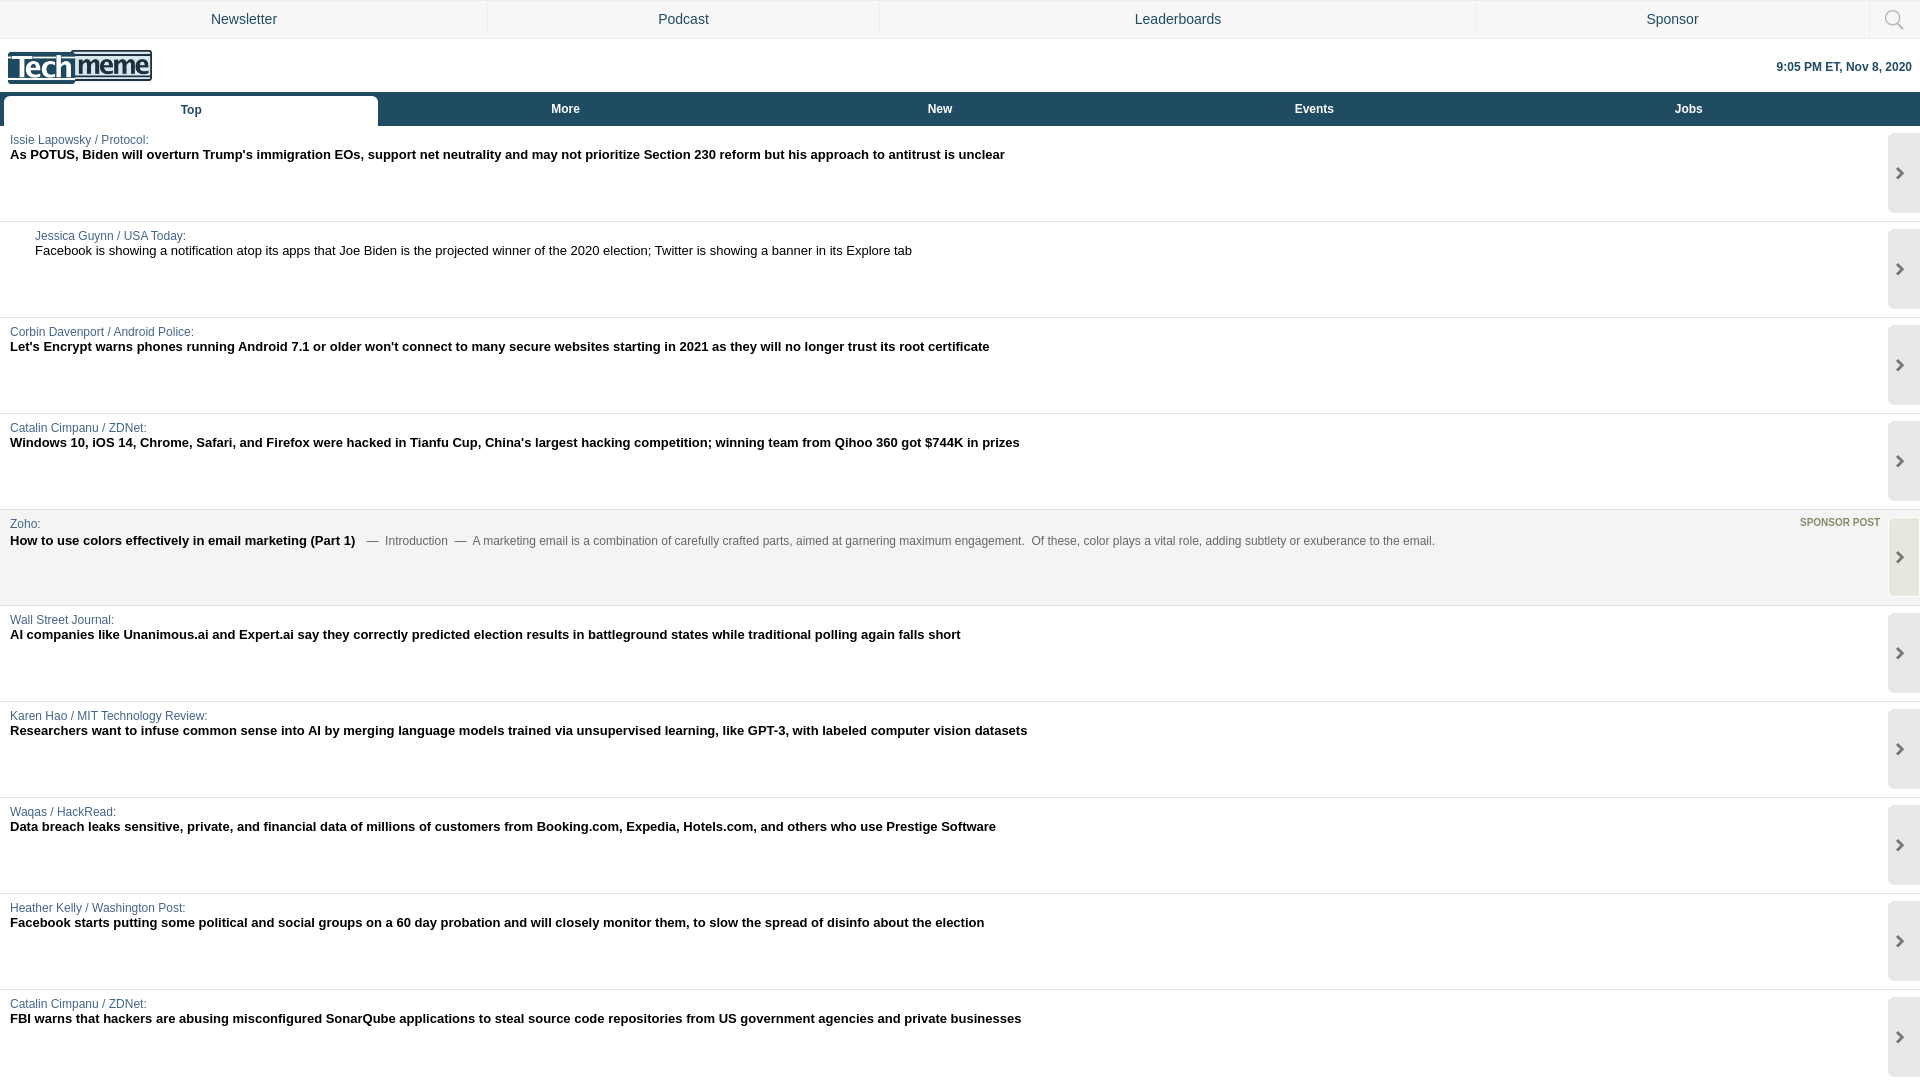 Newsletter
Podcast
Leaderboards
Sponsor
Techmeme
9:05 PM ET, Nov 8, 2020
Top
More
New
Events
Jobs
Issie Lapowsky / Protocol:
As POTUS, Biden will overturn Trump's immigration EOs, support net neutrality and may not prioritize Section 230 reform but his approach to antitrust is unclear
Jessica Guynn / USA Today:
Facebook is showing a notification atop its apps that Joe Biden is the projected winner of the 2020 election; Twitter is showing a banner in its Explore tab
Corbin Davenport / Android Police:
Let's Encrypt warns phones running Android 7.1 or older won't connect to many secure websites starting in 2021 as they will no longer trust its root certificate
Catalin Cimpanu / ZDNet:
Windows 10, iOS 14, Chrome, Safari, and Firefox were hacked in Tianfu Cup, China's largest hacking competition; winning team from Qihoo 360 got $744K in prizes
Zoho:
SPONSOR POST
How to use colors effectively in email marketing (Part 1) — Introduction — A marketing email is a combination of carefully crafted parts, aimed at garnering maximum engagement. Of these, color plays a vital role, adding subtlety or exuberance to the email.
Wall Street Journal:
AI companies like Unanimous.ai and Expert.ai say they correctly predicted election results in battleground states while traditional polling again falls short
Karen Hao / MIT Technology Review:
Researchers want to infuse common sense into AI by merging language models trained via unsupervised learning, like GPT-3, with labeled computer vision datasets
Waqas / HackRead:
Data breach leaks sensitive, private, and financial data of millions of customers from Booking.com, Expedia, Hotels.com, and others who use Prestige Software
Heather Kelly / Washington Post:
Facebook starts putting some political and social groups on a 60 day probation and will closely monitor them, to slow the spread of disinfo about the election
Catalin Cimpanu / ZDNet:
FBI warns that hackers are abusing misconfigured SonarQube applications to steal source code repositories from US government agencies and private businesses